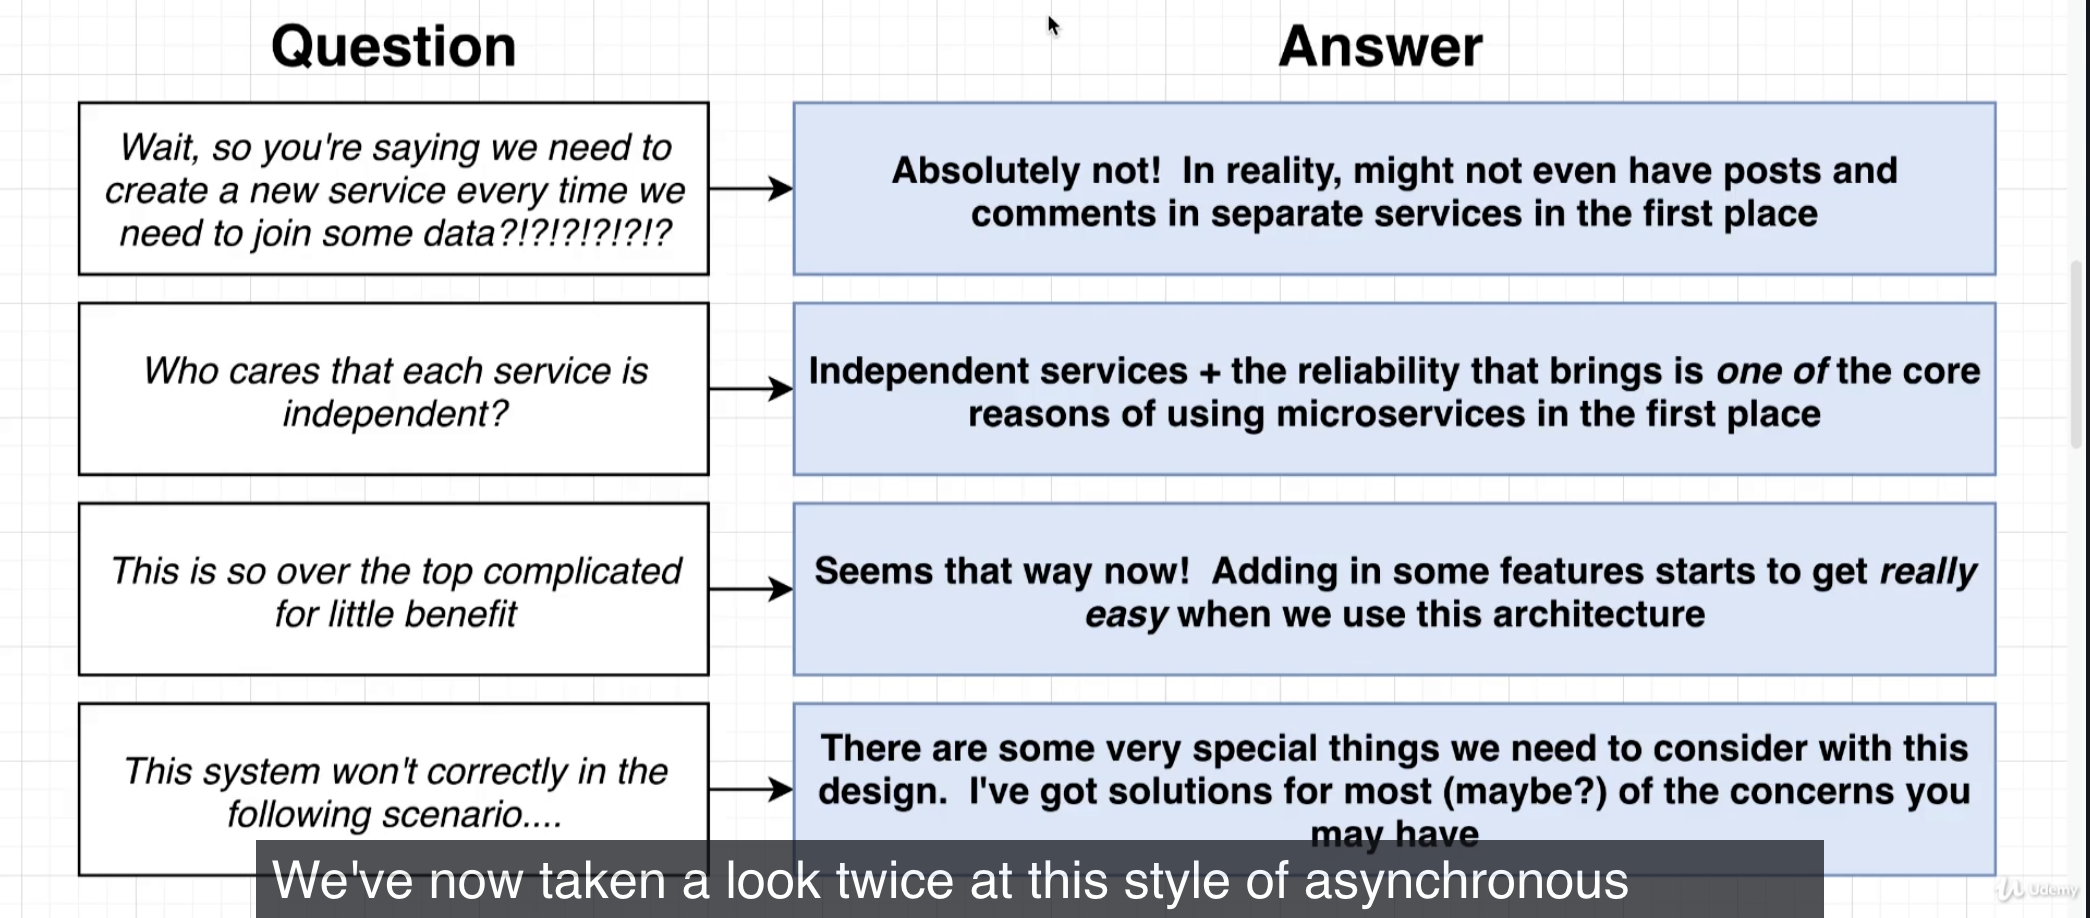 Question
Answer
Wait, so you're saying we need to
create a new service every time we
need to join some data?!?!?!?!?!?
Absolutely not!  In reality, might not even have posts and
comments in separate services in the first place
Who cares that each service is
independent?
Independent services + the reliability that brings is one of the core
reasons of using microservices in the first place
This is so over the top complicated
for little benefit
Seems that way now!  Adding in some features starts to get really
easy when we use this architecture
This system won't correctly in the
following scenario....
There are some very special things we need to consider with this
design.  I've got solutions for most (maybe?) of the concerns you
may have
We've now taken a look twice at this style of asynchronous
Udemy